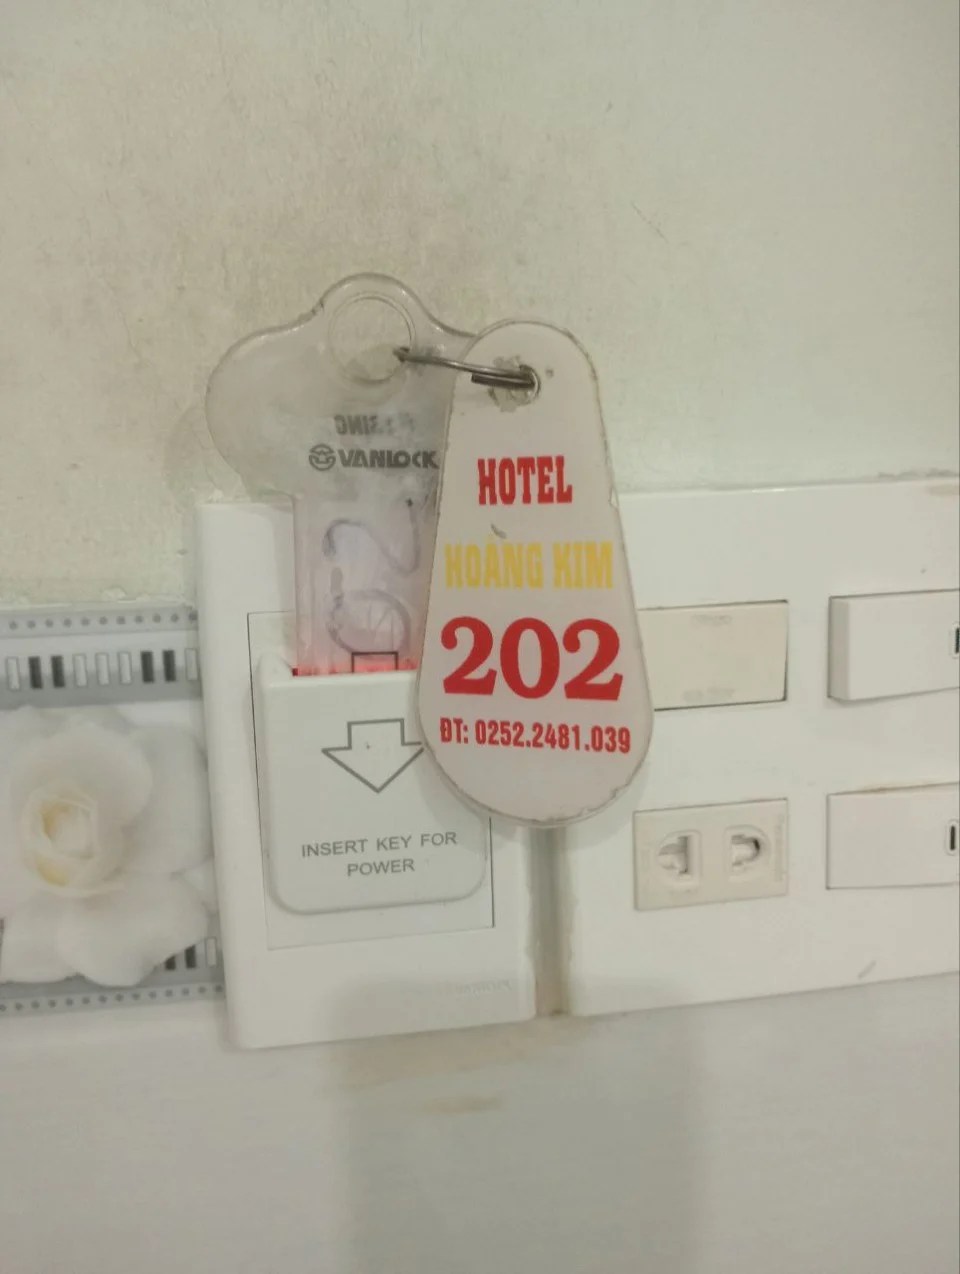 VANLOCK
HOTEL
HOÀNG KIM
202
ĐT: 0252.2481.039
INSERT KEY FOR
POWER